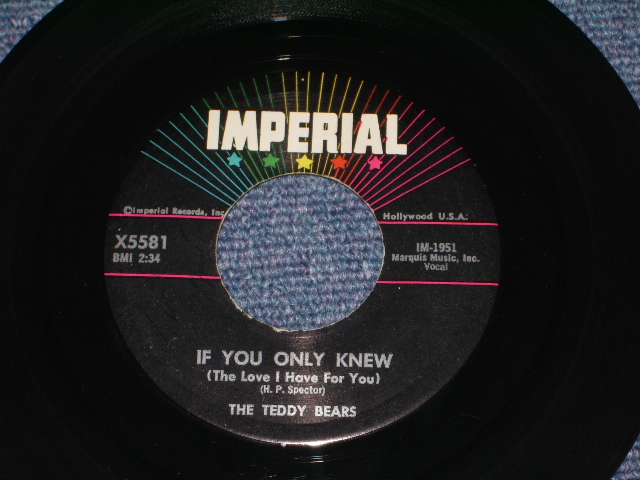 IMPERIAL
©Imperial Records, Inc
Hollywood U.S.A.
X5581
BMI 2:34
IM-1951
Marquis Music, Inc.
Vocal
IF YOU ONLY KNEW
(The Love I Have For You)
(H. P. Spector)
THE TEDDY BEARS